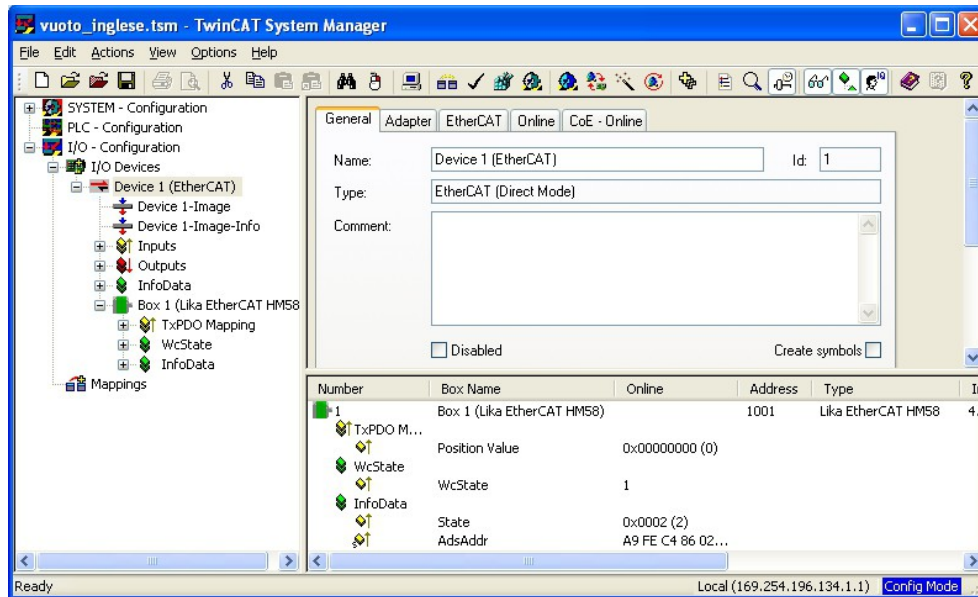 vuoto_inglese.tsm - TwinCAT System Manager
File Edit Actions View Options Help
SYSTEM - Configuration
PLC - Configuration
I/O - Configuration
I/O Devices
Device 1 (EtherCAT)
Device 1-Image
Device 1-Image-Info
Inputs
Outputs
InfoData
Box 1 (Lika EtherCAT HM58
TxPDO Mapping
WcState
InfoData
Mappings
General Adapter EtherCAT Online CoE - Online
Name: Device 1 (EtherCAT) Id: 1
Type: EtherCAT (Direct Mode)
Comment:
Disabled Create symbols
Number Box Name Online Address Type I
1 Box 1 (Lika EtherCAT HM58) 1001 Lika EtherCAT HM58 4.
TxPDO M...
Position Value 0x00000000 (0)
WcState
WcState 1
InfoData
State 0x0002 (2)
AdsAddr A9 FE C4 86 02...
Ready Local (169.254.196.134.1.1) Config Mode